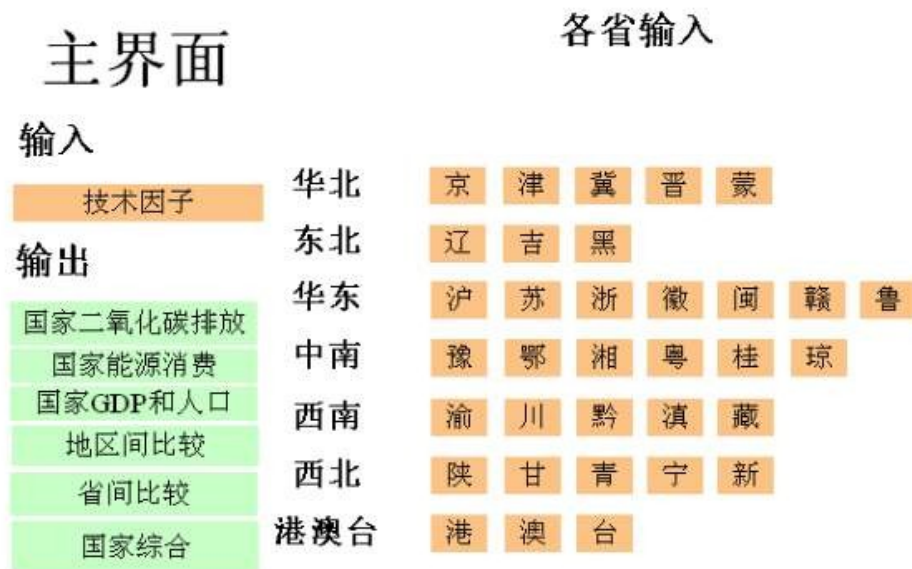 主界面
各省输入
输入
技术因子
输出
国家二氧化碳排放
国家能源消费
国家GDP和人口
地区间比较
省间比较
国家综合
华北 京 津 冀 晋 蒙
东北 辽 吉 黑
华东 沪 苏 浙 徽 闽 赣 鲁
中南 豫 鄂 湘 粤 桂 琼
西南 渝 川 黔 滇 藏
西北 陕 甘 青 宁 新
港澳台 港 澳 台